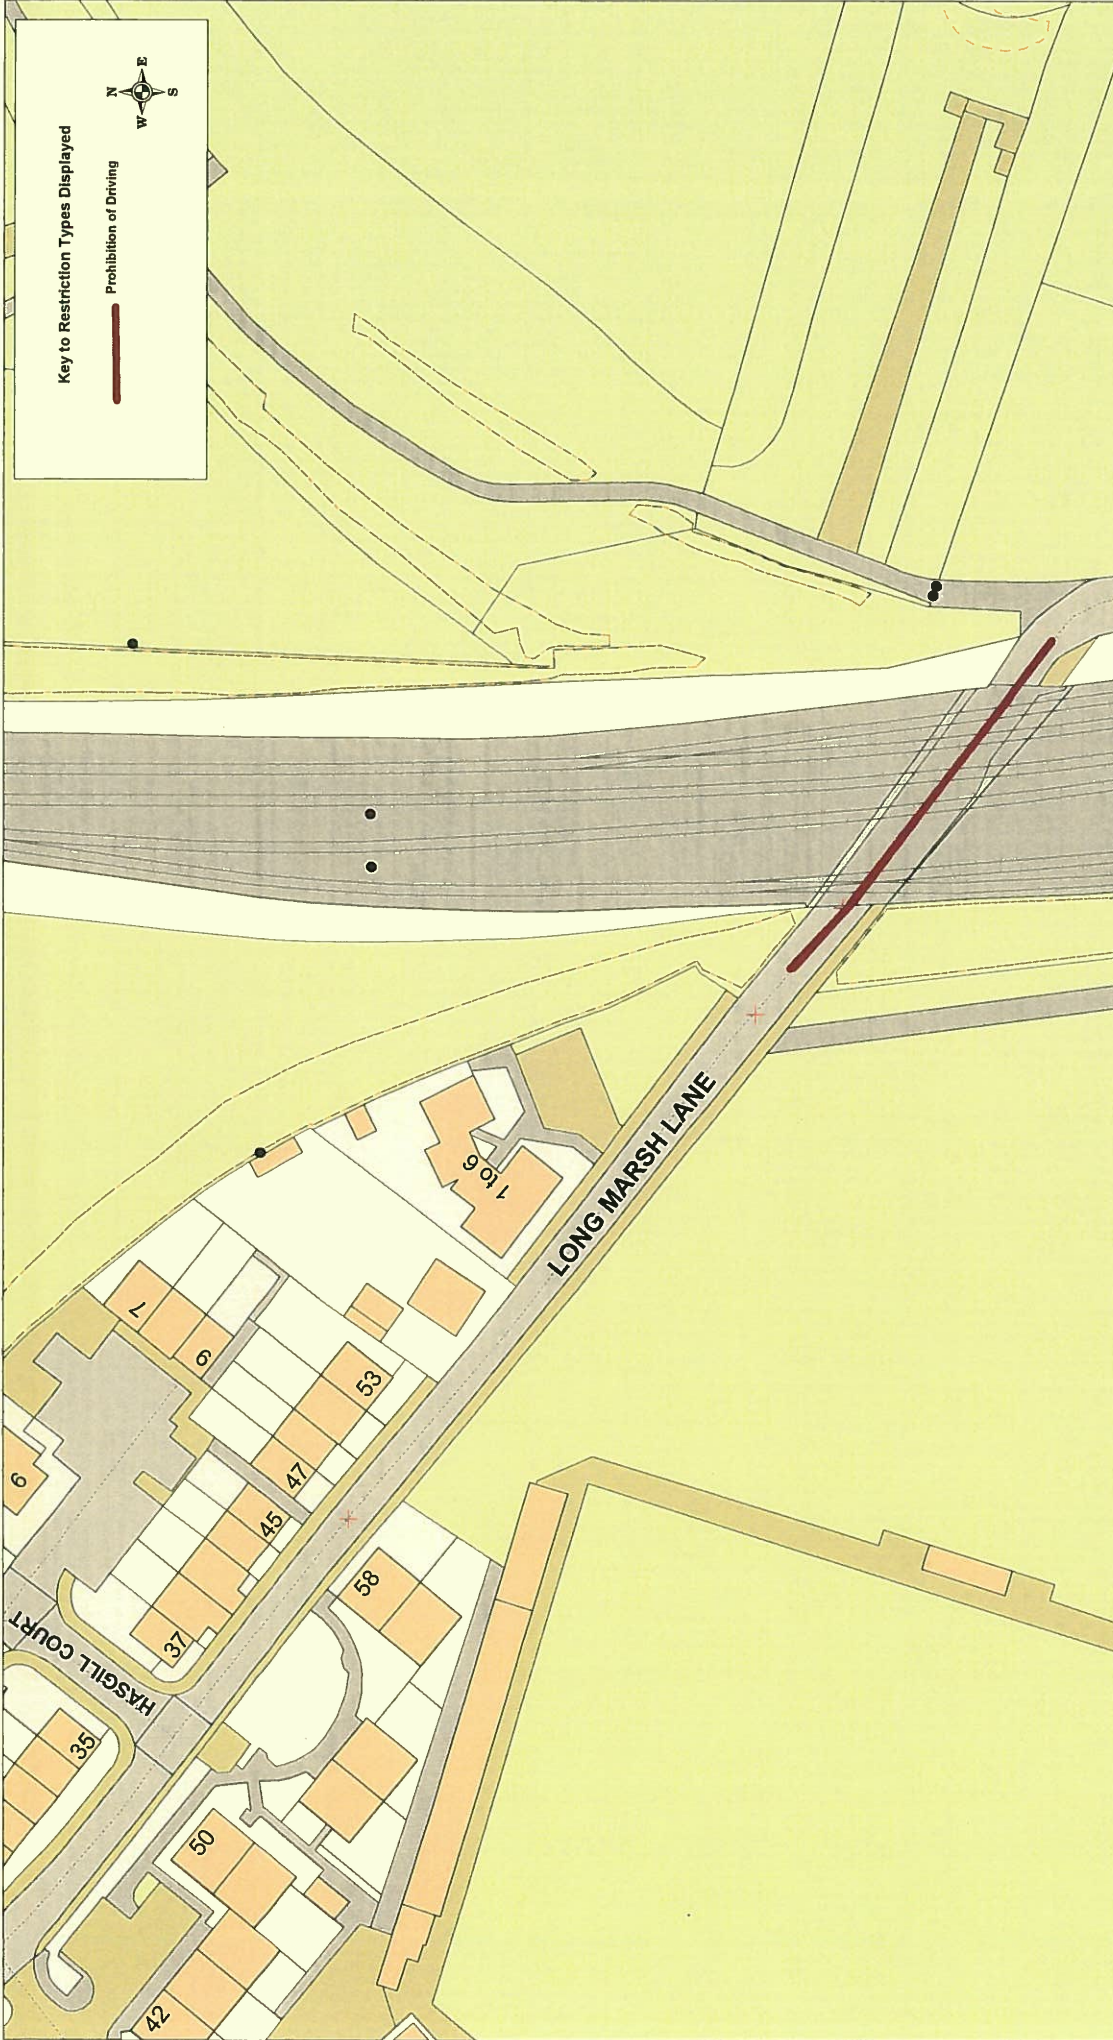 Key to Restriction Types Displayed
Prohibition of Driving
N
E
S
W
LONG MARSH LANE
1 to 6
7
9
53
47
45
37
58
6
HASGILL COURT
35
50
42